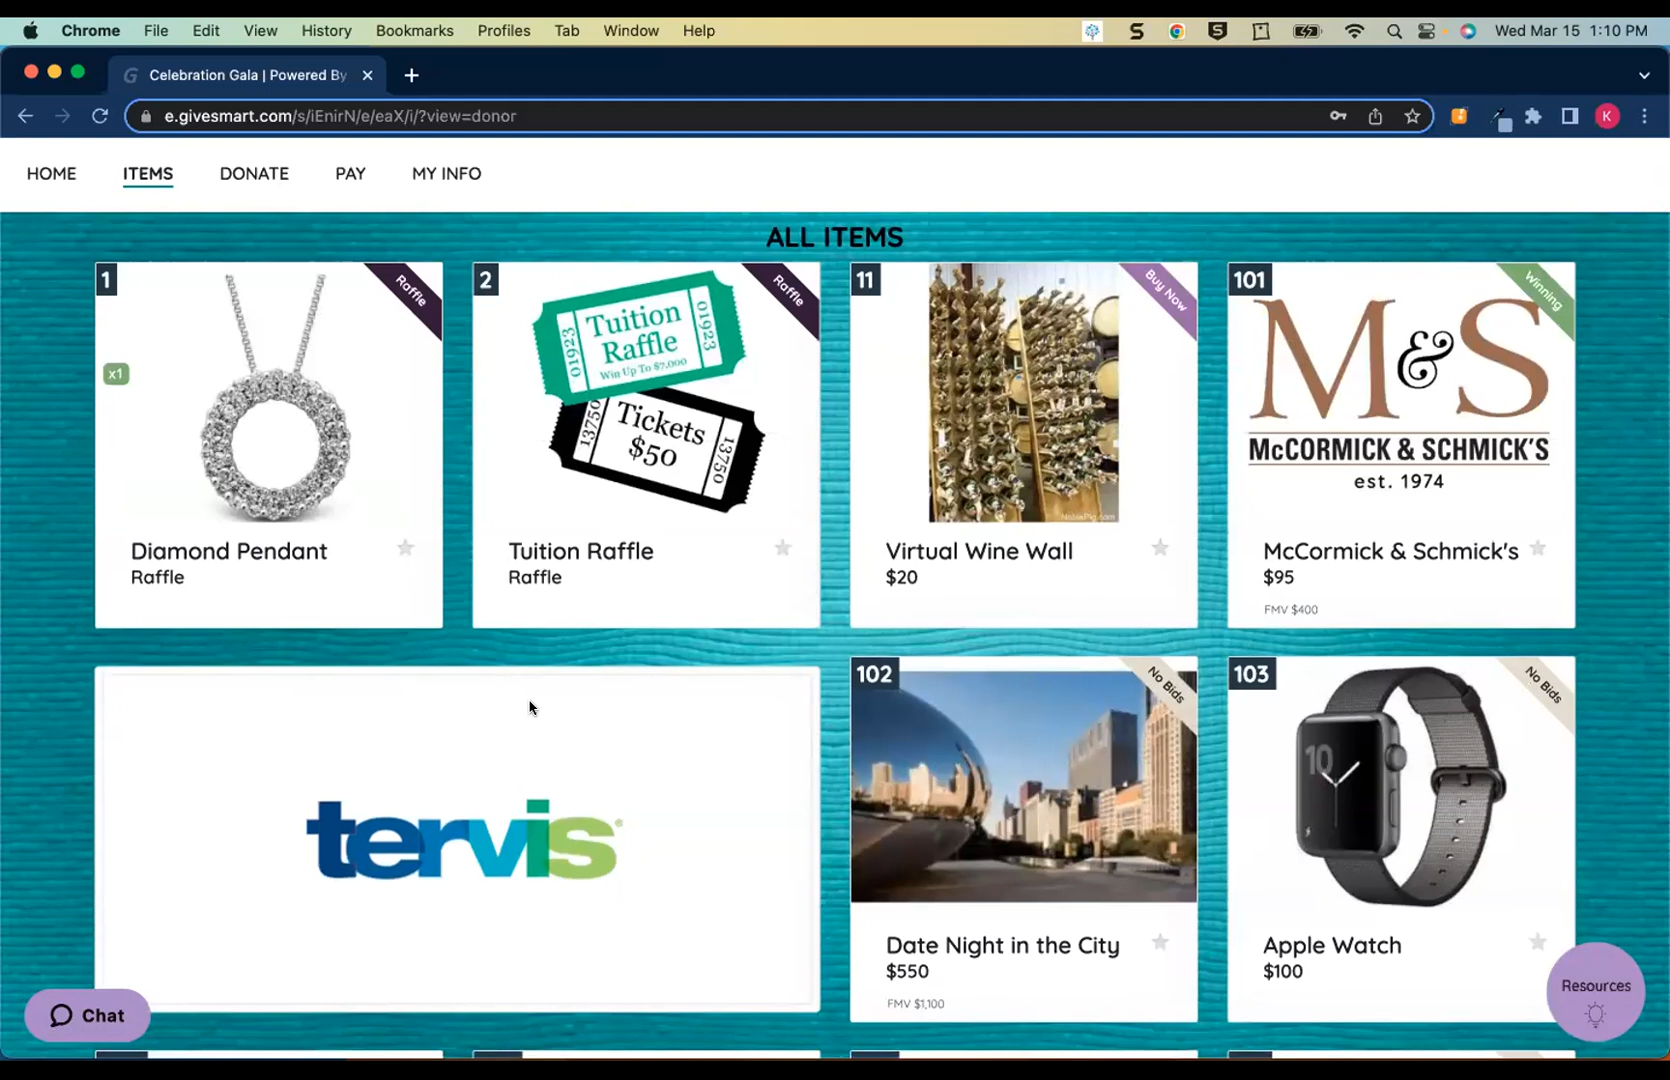 Chrome File Edit View History Bookmarks Profiles Tab Window Help Wed Mar 15 1:10 PM
Celebration Gala | Powered By
e.givesmart.com/s/iEnirN/e/eaX/i/?view=donor
K
HOME ITEMS DONATE PAY MY INFO
ALL ITEMS
1
Raffle
x1
Diamond Pendant
Raffle
2
Raffle
01923
Tuition
Raffle
Win Up To $7,000
01923
13750
Tickets
$50
13750
Tuition Raffle
Raffle
11
Buy Now
NoblePig.com
Virtual Wine Wall
$20
101
Winning
M&S
McCORMICK & SCHMICK'S
est. 1974
McCormick & Schmick's
$95
FMV $400
tervis
102
No Bids
Date Night in the City
$550
FMV $1,100
103
No Bids
10
Apple Watch
$100
Chat
Resources